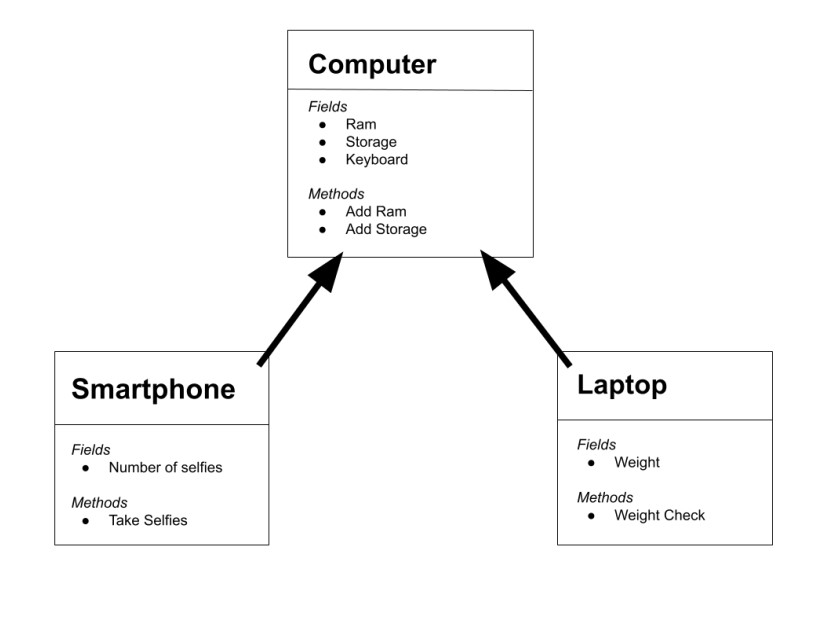 Computer
Fields
● Ram
● Storage
● Keyboard
Methods
● Add Ram
● Add Storage
Smartphone
Fields
● Number of selfies
Methods
● Take Selfies
Laptop
Fields
● Weight
Methods
● Weight Check